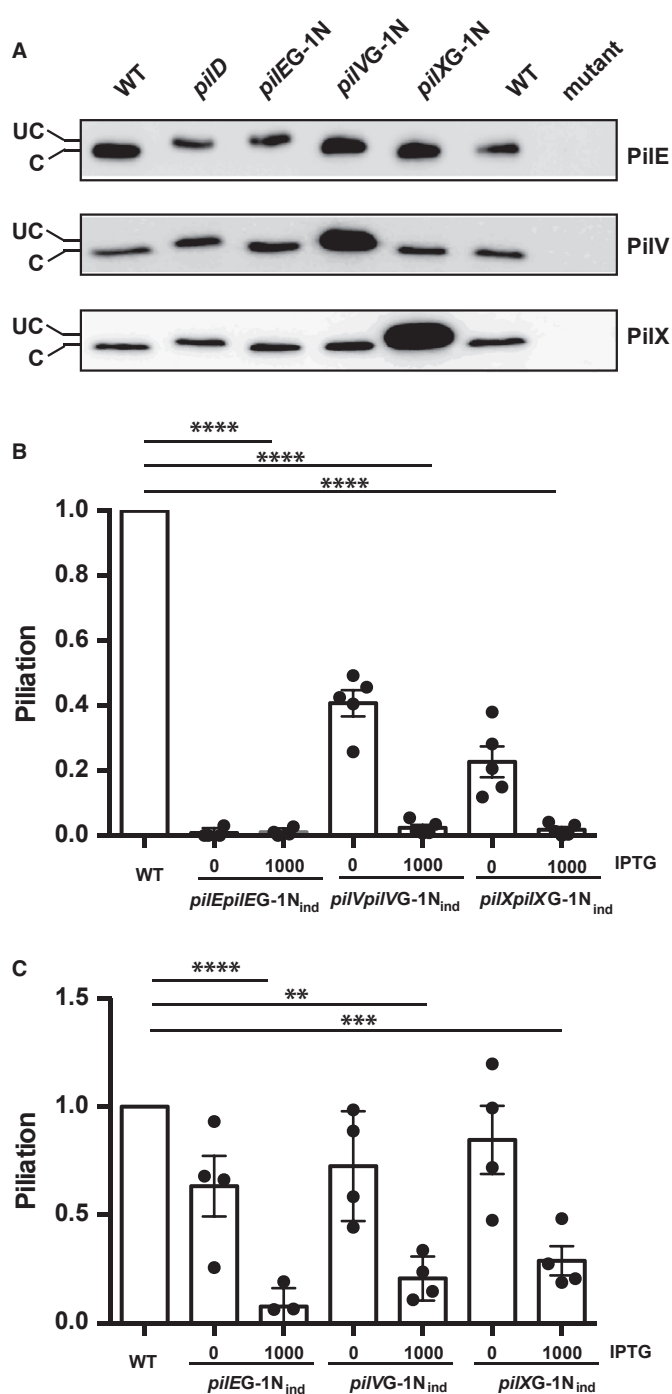 A
WT pilD pilEG-1N pilVG-1N pilXG-1N WT mutant
UC
C
PilE
UC
C
PilV
UC
C
PilX
B
****
****
****
Piliation
1.0
0.8
0.6
0.4
0.2
0.0
WT
0 1000 0 1000 0 1000 IPTG
pilEpilEG-1Nind pilVpilVG-1Nind pilXpilXG-1Nind
C
****
**
***
Piliation
1.5
1.0
0.5
0.0
WT
0 1000 0 1000 0 1000 IPTG
pilEG-1Nind pilVG-1Nind pilXG-1Nind